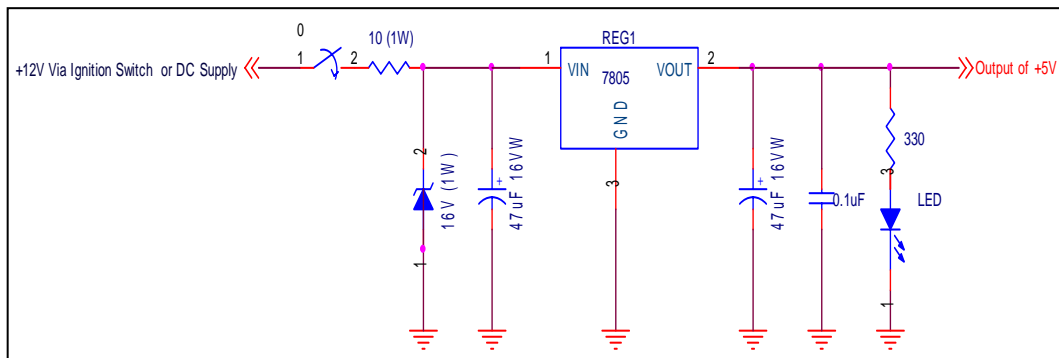 0
+12V Via Ignition Switch or DC Supply
1
2
10 (1W)
REG1
1
VIN
7805
VOUT
2
GND
3
Output of +5V
2
16V (1W)
1
+
47uF 16VW
+
47uF 16VW
0.1uF
330
3
LED
1